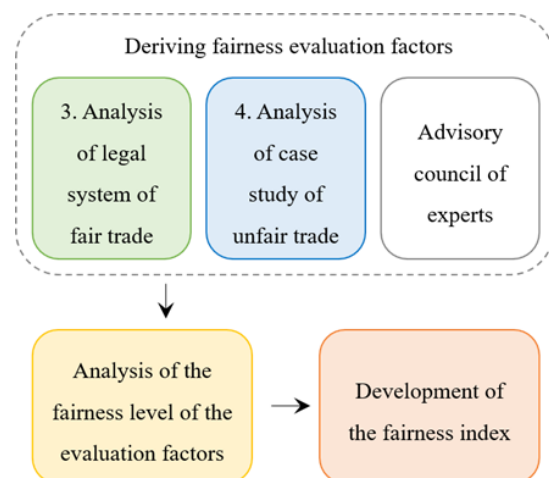 Deriving fairness evaluation factors
3. Analysis
of legal
system of
fair trade
4. Analysis
of case
study of
unfair trade
Advisory
council of
experts
Analysis of the
fairness level of the
evaluation factors
Development of
the fairness index